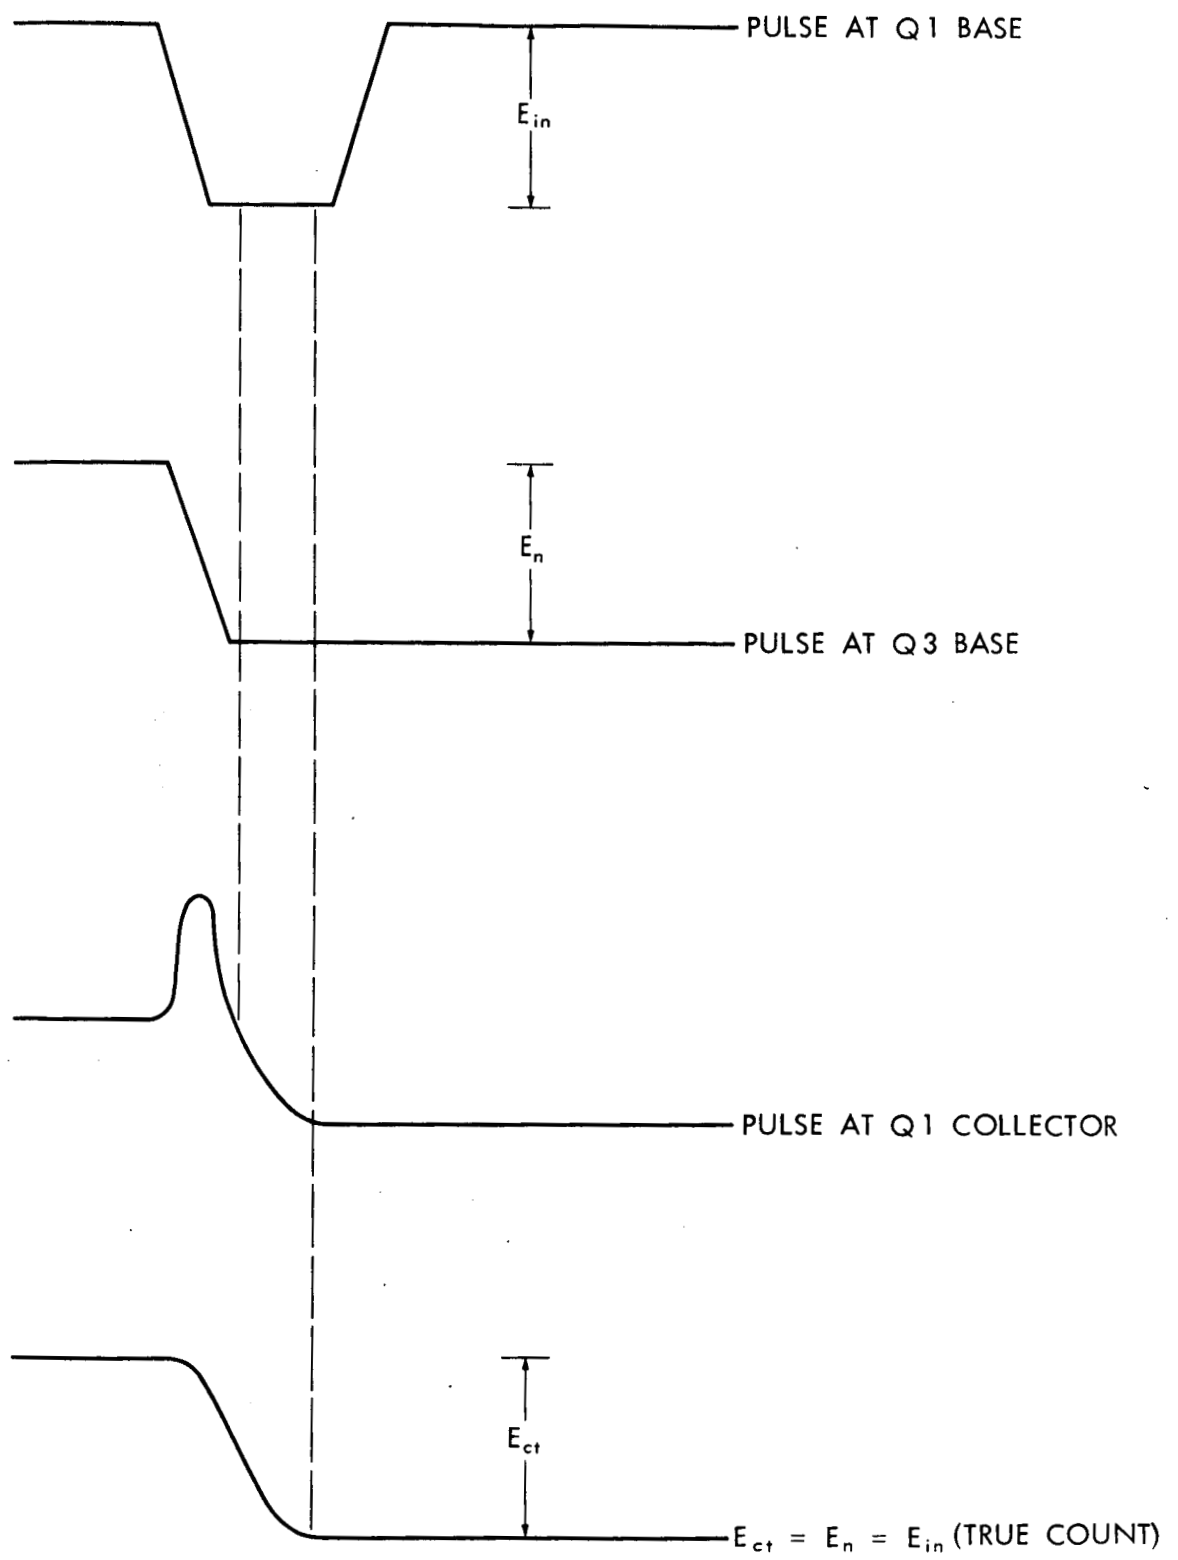 PULSE AT Q1 BASE
E_in
E_n
PULSE AT Q3 BASE
PULSE AT Q1 COLLECTOR
E_ct
E_ct = E_n = E_in (TRUE COUNT)